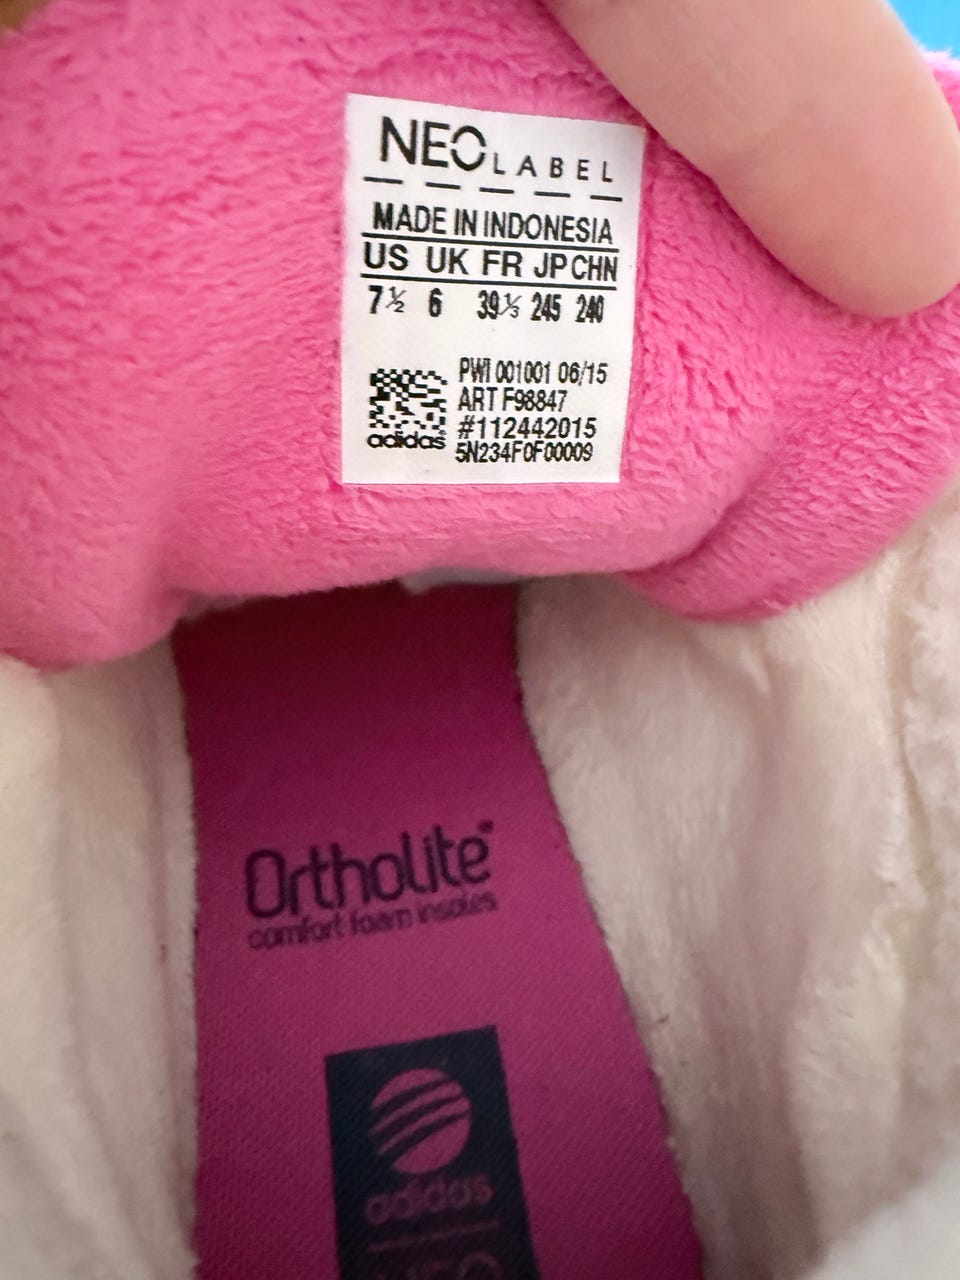 NEO LABEL
MADE IN INDONESIA
US UK FR JP CHN
7½ 6 39⅓ 245 240
PWI 001001 06/15
ART F98847
#112442015
adidas
5N234F0F00009
Ortholite
comfort foam insoles
adidas
NEO